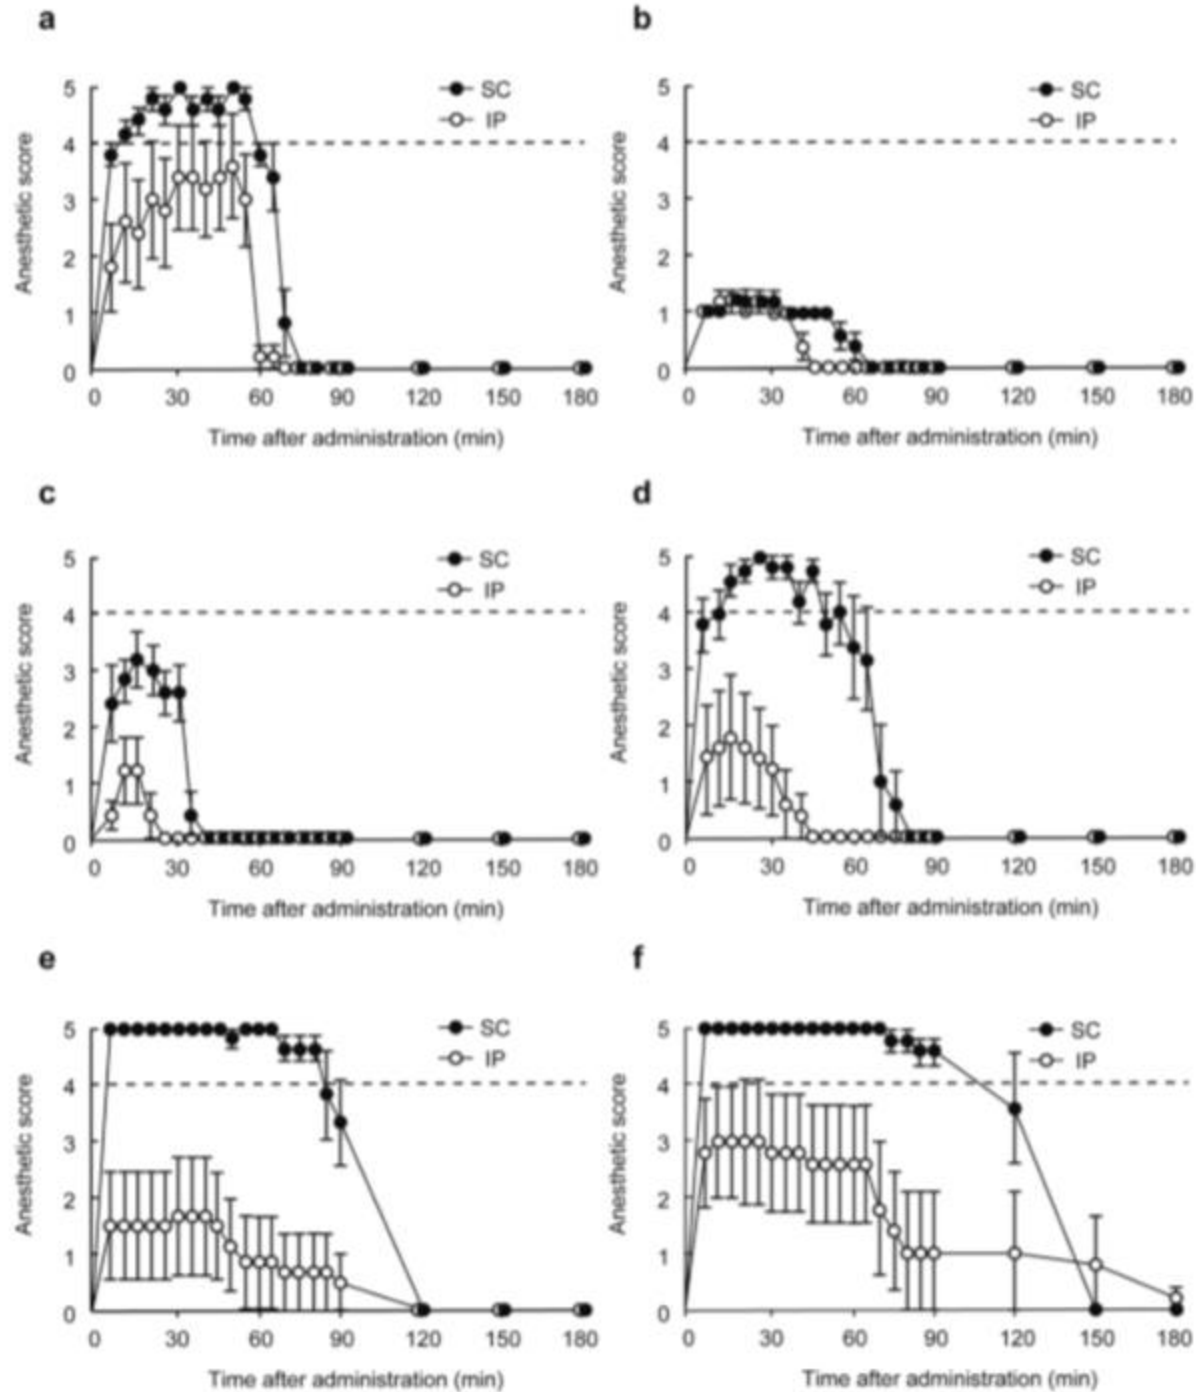 a b
5 SC 5 SC
IP IP
4 4
3 3
2 2
1 1
0 0
Anesthetic score Anesthetic score
0 30 60 90 120 150 180 0 30 60 90 120 150 180
Time after administration (min) Time after administration (min)
c d
5 SC 5 SC
IP IP
4 4
3 3
2 2
1 1
0 0
Anesthetic score Anesthetic score
0 30 60 90 120 150 180 0 30 60 90 120 150 180
Time after administration (min) Time after administration (min)
e f
5 SC 5 SC
IP IP
4 4
3 3
2 2
1 1
0 0
Anesthetic score Anesthetic score
0 30 60 90 120 150 180 0 30 60 90 120 150 180
Time after administration (min) Time after administration (min)